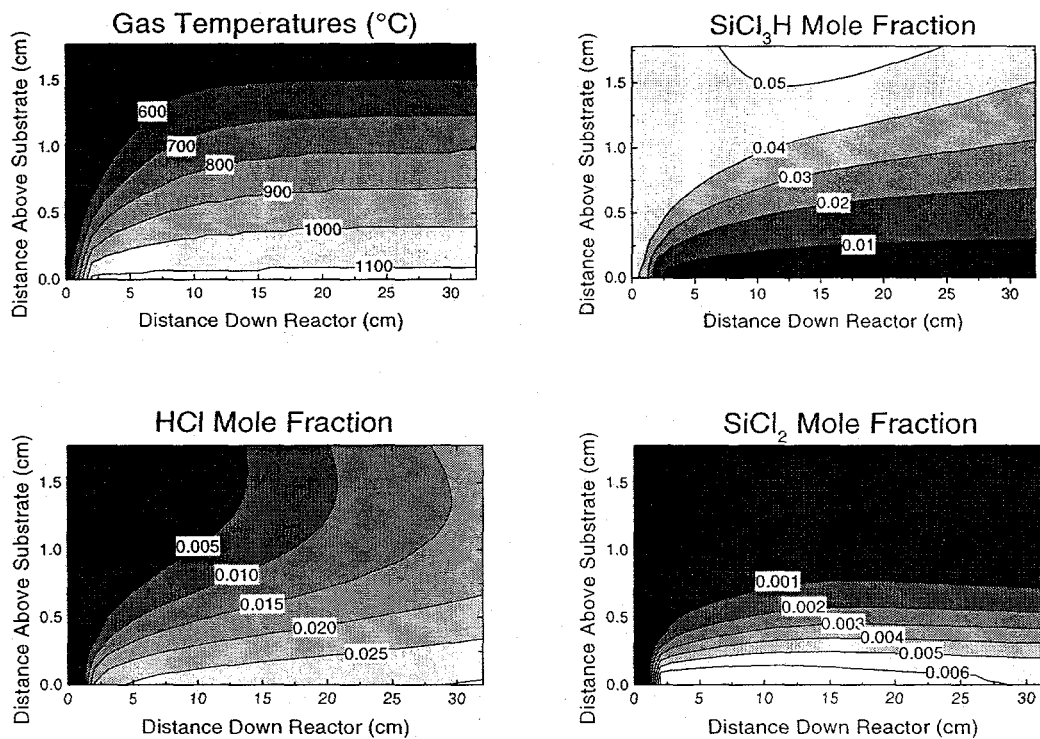 Gas Temperatures (°C)
Distance Above Substrate (cm)
1.5
1.0
0.5
0.0
600
700
800
900
1000
1100
0 5 10 15 20 25 30
Distance Down Reactor (cm)
SiCl₃H Mole Fraction
Distance Above Substrate (cm)
1.5
1.0
0.5
0.0
0.05
0.04
0.03
0.02
0.01
0 5 10 15 20 25 30
Distance Down Reactor (cm)
HCl Mole Fraction
Distance Above Substrate (cm)
1.5
1.0
0.5
0.0
0.005
0.010
0.015
0.020
0.025
0 5 10 15 20 25 30
Distance Down Reactor (cm)
SiCl₂ Mole Fraction
Distance Above Substrate (cm)
1.5
1.0
0.5
0.0
0.001
0.002
0.003
0.004
0.005
0.006
0 5 10 15 20 25 30
Distance Down Reactor (cm)